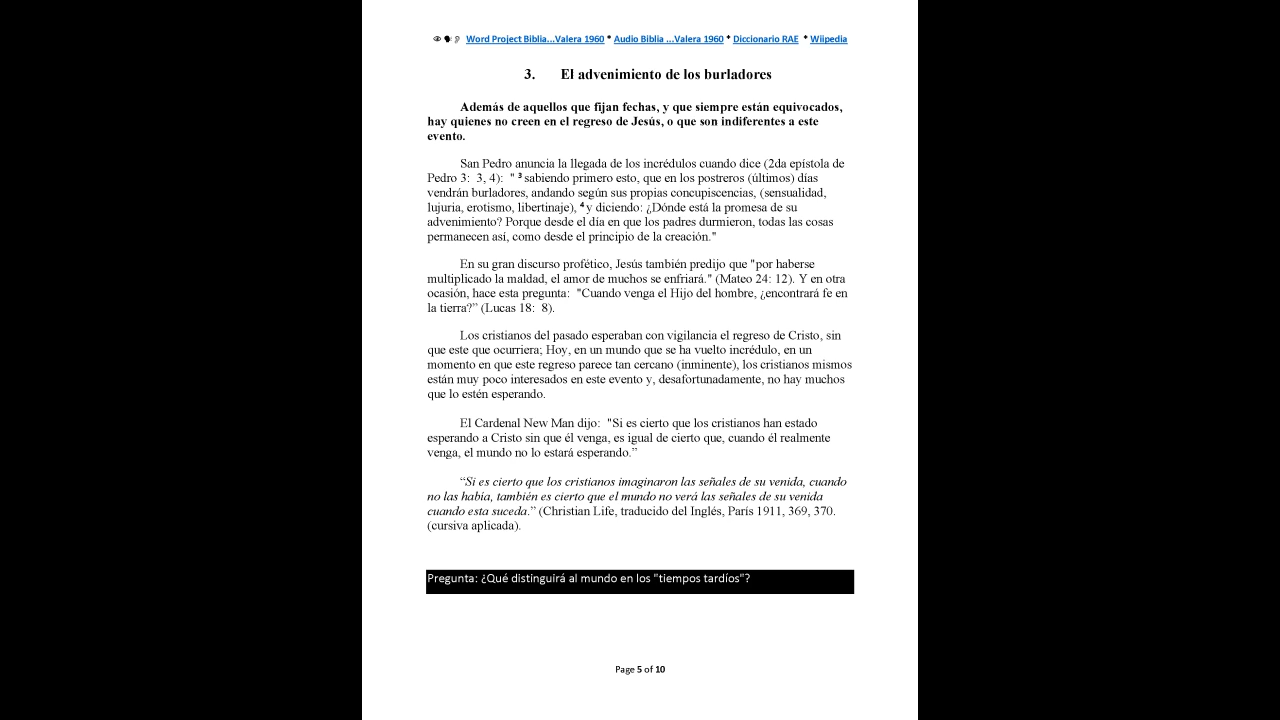 Word Project Biblia...Valera 1960 * Audio Biblia ...Valera 1960 * Diccionario RAE * Wiipedia
3. El advenimiento de los burladores
Además de aquellos que fijan fechas, y que siempre están equivocados,
hay quienes no creen en el regreso de Jesús, o que son indiferentes a este
evento.
San Pedro anuncia la llegada de los incrédulos cuando dice (2da epístola de
Pedro 3: 3, 4): " ³ sabiendo primero esto, que en los postreros (últimos) días
vendrán burladores, andando según sus propias concupiscencias, (sensualidad,
lujuria, erotismo, libertinaje), ⁴ y diciendo: ¿Dónde está la promesa de su
advenimiento? Porque desde el día en que los padres durmieron, todas las cosas
permanecen así, como desde el principio de la creación."
En su gran discurso profético, Jesús también predijo que "por haberse
multiplicado la maldad, el amor de muchos se enfriará." (Mateo 24: 12). Y en otra
ocasión, hace esta pregunta: "Cuando venga el Hijo del hombre, ¿encontrará fe en
la tierra?” (Lucas 18: 8).
Los cristianos del pasado esperaban con vigilancia el regreso de Cristo, sin
que este que ocurriera; Hoy, en un mundo que se ha vuelto incrédulo, en un
momento en que este regreso parece tan cercano (inminente), los cristianos mismos
están muy poco interesados en este evento y, desafortunadamente, no hay muchos
que lo estén esperando.
El Cardenal New Man dijo: "Si es cierto que los cristianos han estado
esperando a Cristo sin que él venga, es igual de cierto que, cuando él realmente
venga, el mundo no lo estará esperando.”
“Si es cierto que los cristianos imaginaron las señales de su venida, cuando
no las había, también es cierto que el mundo no verá las señales de su venida
cuando esta suceda.” (Christian Life, traducido del Inglés, París 1911, 369, 370.
(cursiva aplicada).
Pregunta: ¿Qué distinguirá al mundo en los "tiempos tardíos"?
Page 5 of 10